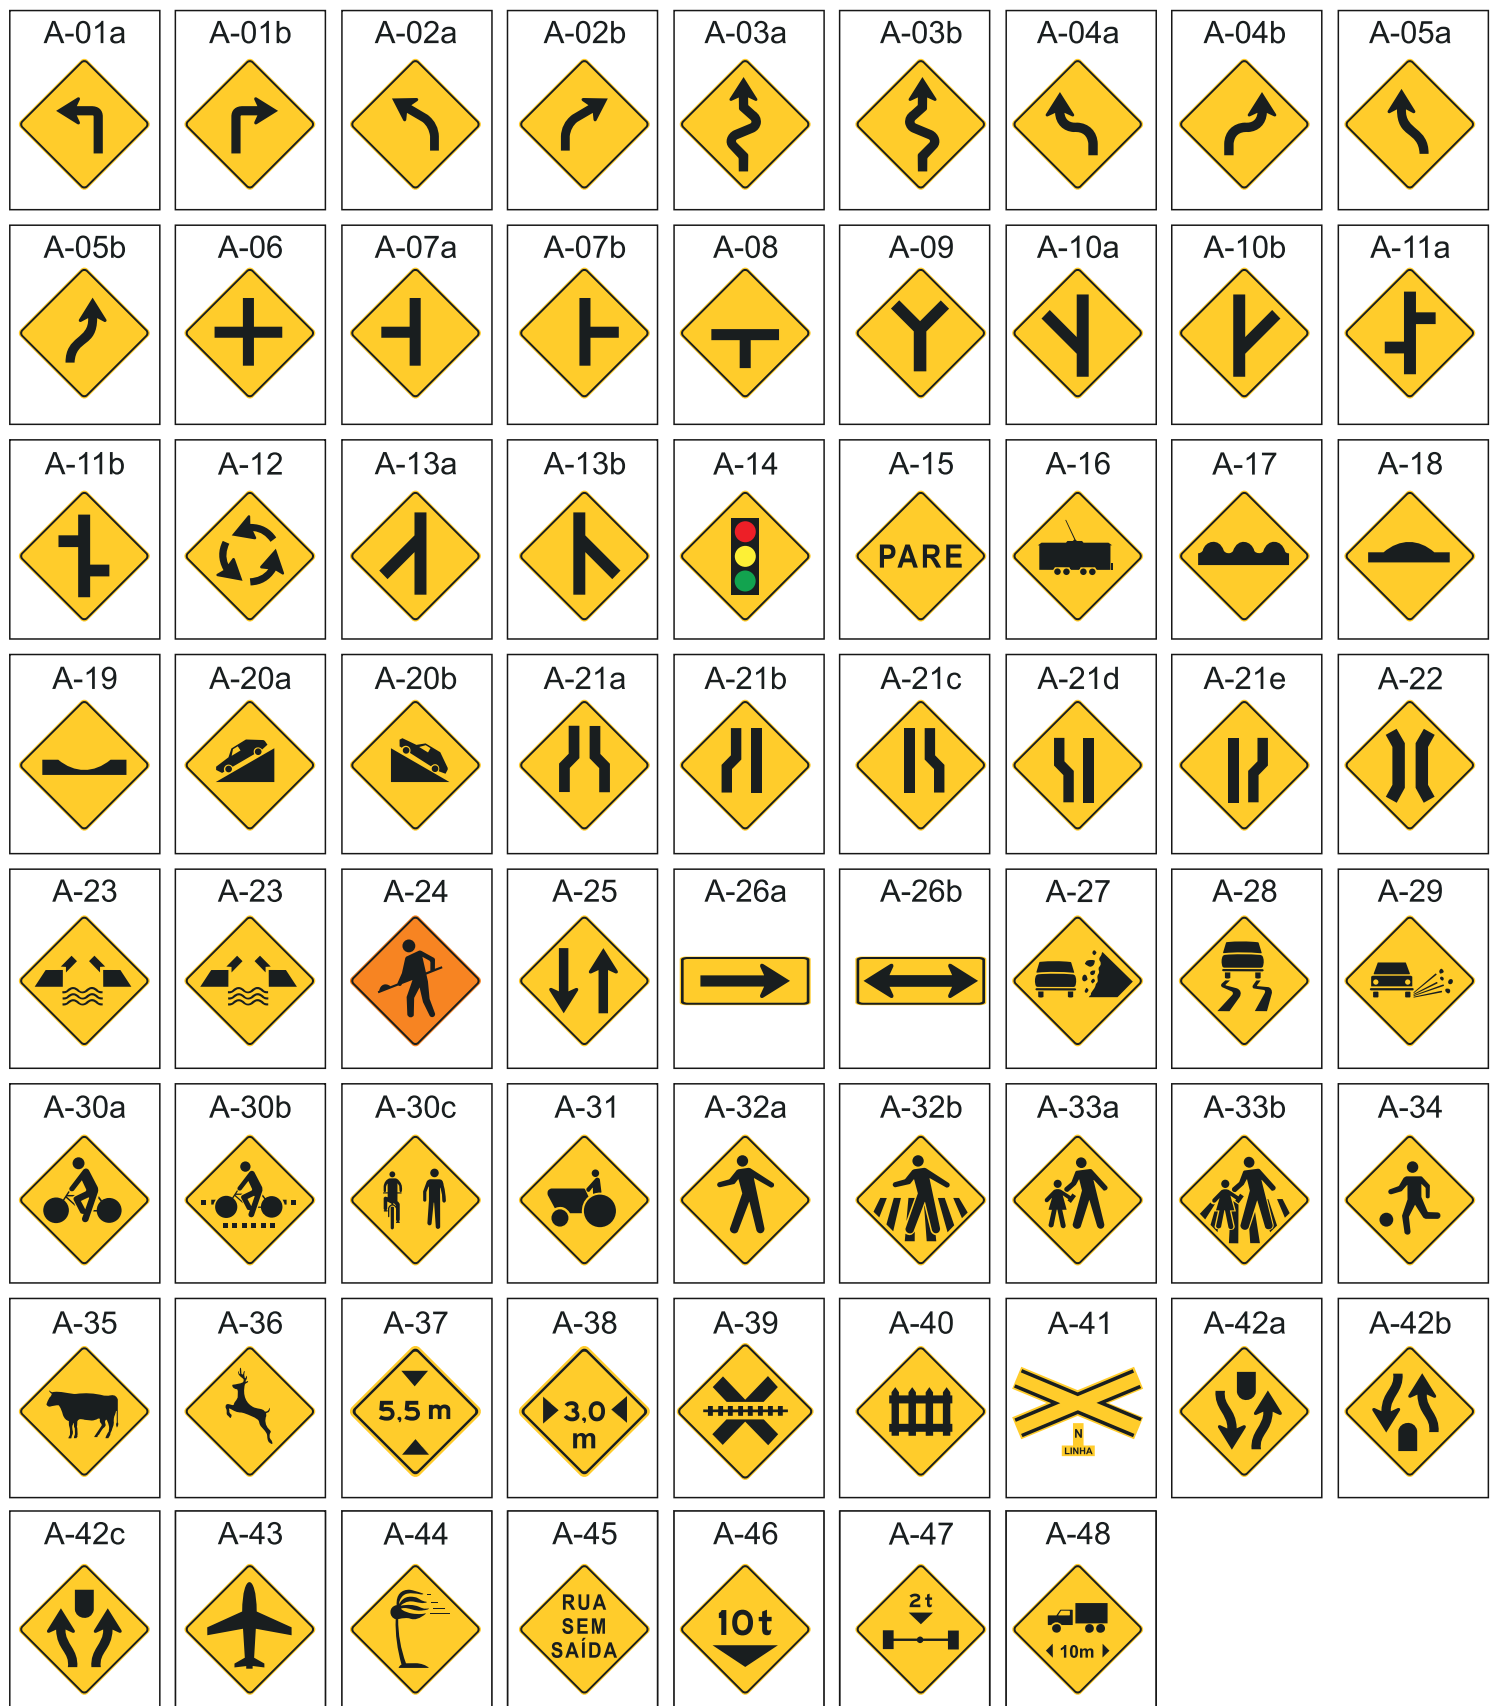 A-01a A-01b A-02a A-02b A-03a A-03b A-04a A-04b A-05a
A-05b A-06 A-07a A-07b A-08 A-09 A-10a A-10b A-11a
A-11b A-12 A-13a A-13b A-14 A-15 A-16 A-17 A-18
PARE
A-19 A-20a A-20b A-21a A-21b A-21c A-21d A-21e A-22
A-23 A-23 A-24 A-25 A-26a A-26b A-27 A-28 A-29
A-30a A-30b A-30c A-31 A-32a A-32b A-33a A-33b A-34
A-35 A-36 A-37 A-38 A-39 A-40 A-41 A-42a A-42b
5,5 m
3,0
m
N
LINHA
A-42c A-43 A-44 A-45 A-46 A-47 A-48
RUA
SEM
SAÍDA
10t
2t
10m